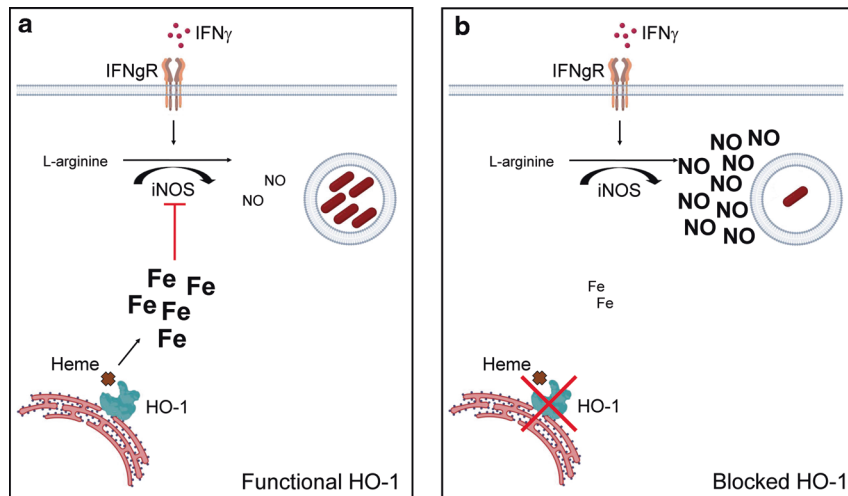 a
IFNγ
IFNgR
L-arginine
iNOS
NO
NO
Fe
Fe
Fe
Fe
Fe
Heme
HO-1
Functional HO-1
b
IFNγ
IFNgR
L-arginine
iNOS
NO
NO
NO
NO
NO
NO
NO
NO
NO
Fe
Fe
Heme
HO-1
Blocked HO-1